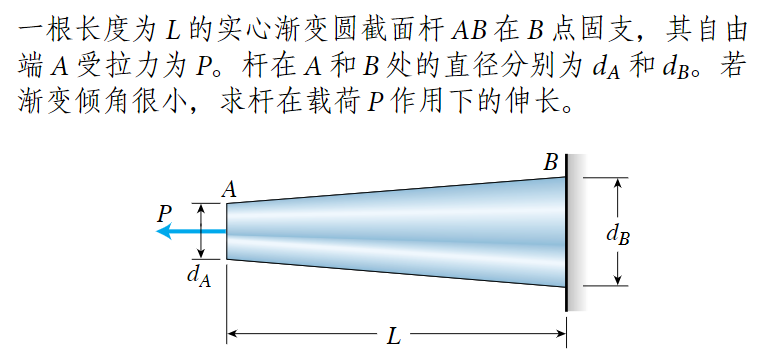 一根长度为 L 的实心渐变圆截面杆 AB 在 B 点固支，其自由
端 A 受拉力为 P。杆在 A 和 B 处的直径分别为 dA 和 dB。若
渐变倾角很小，求杆在载荷 P 作用下的伸长。
B
A
P
dB
dA
L